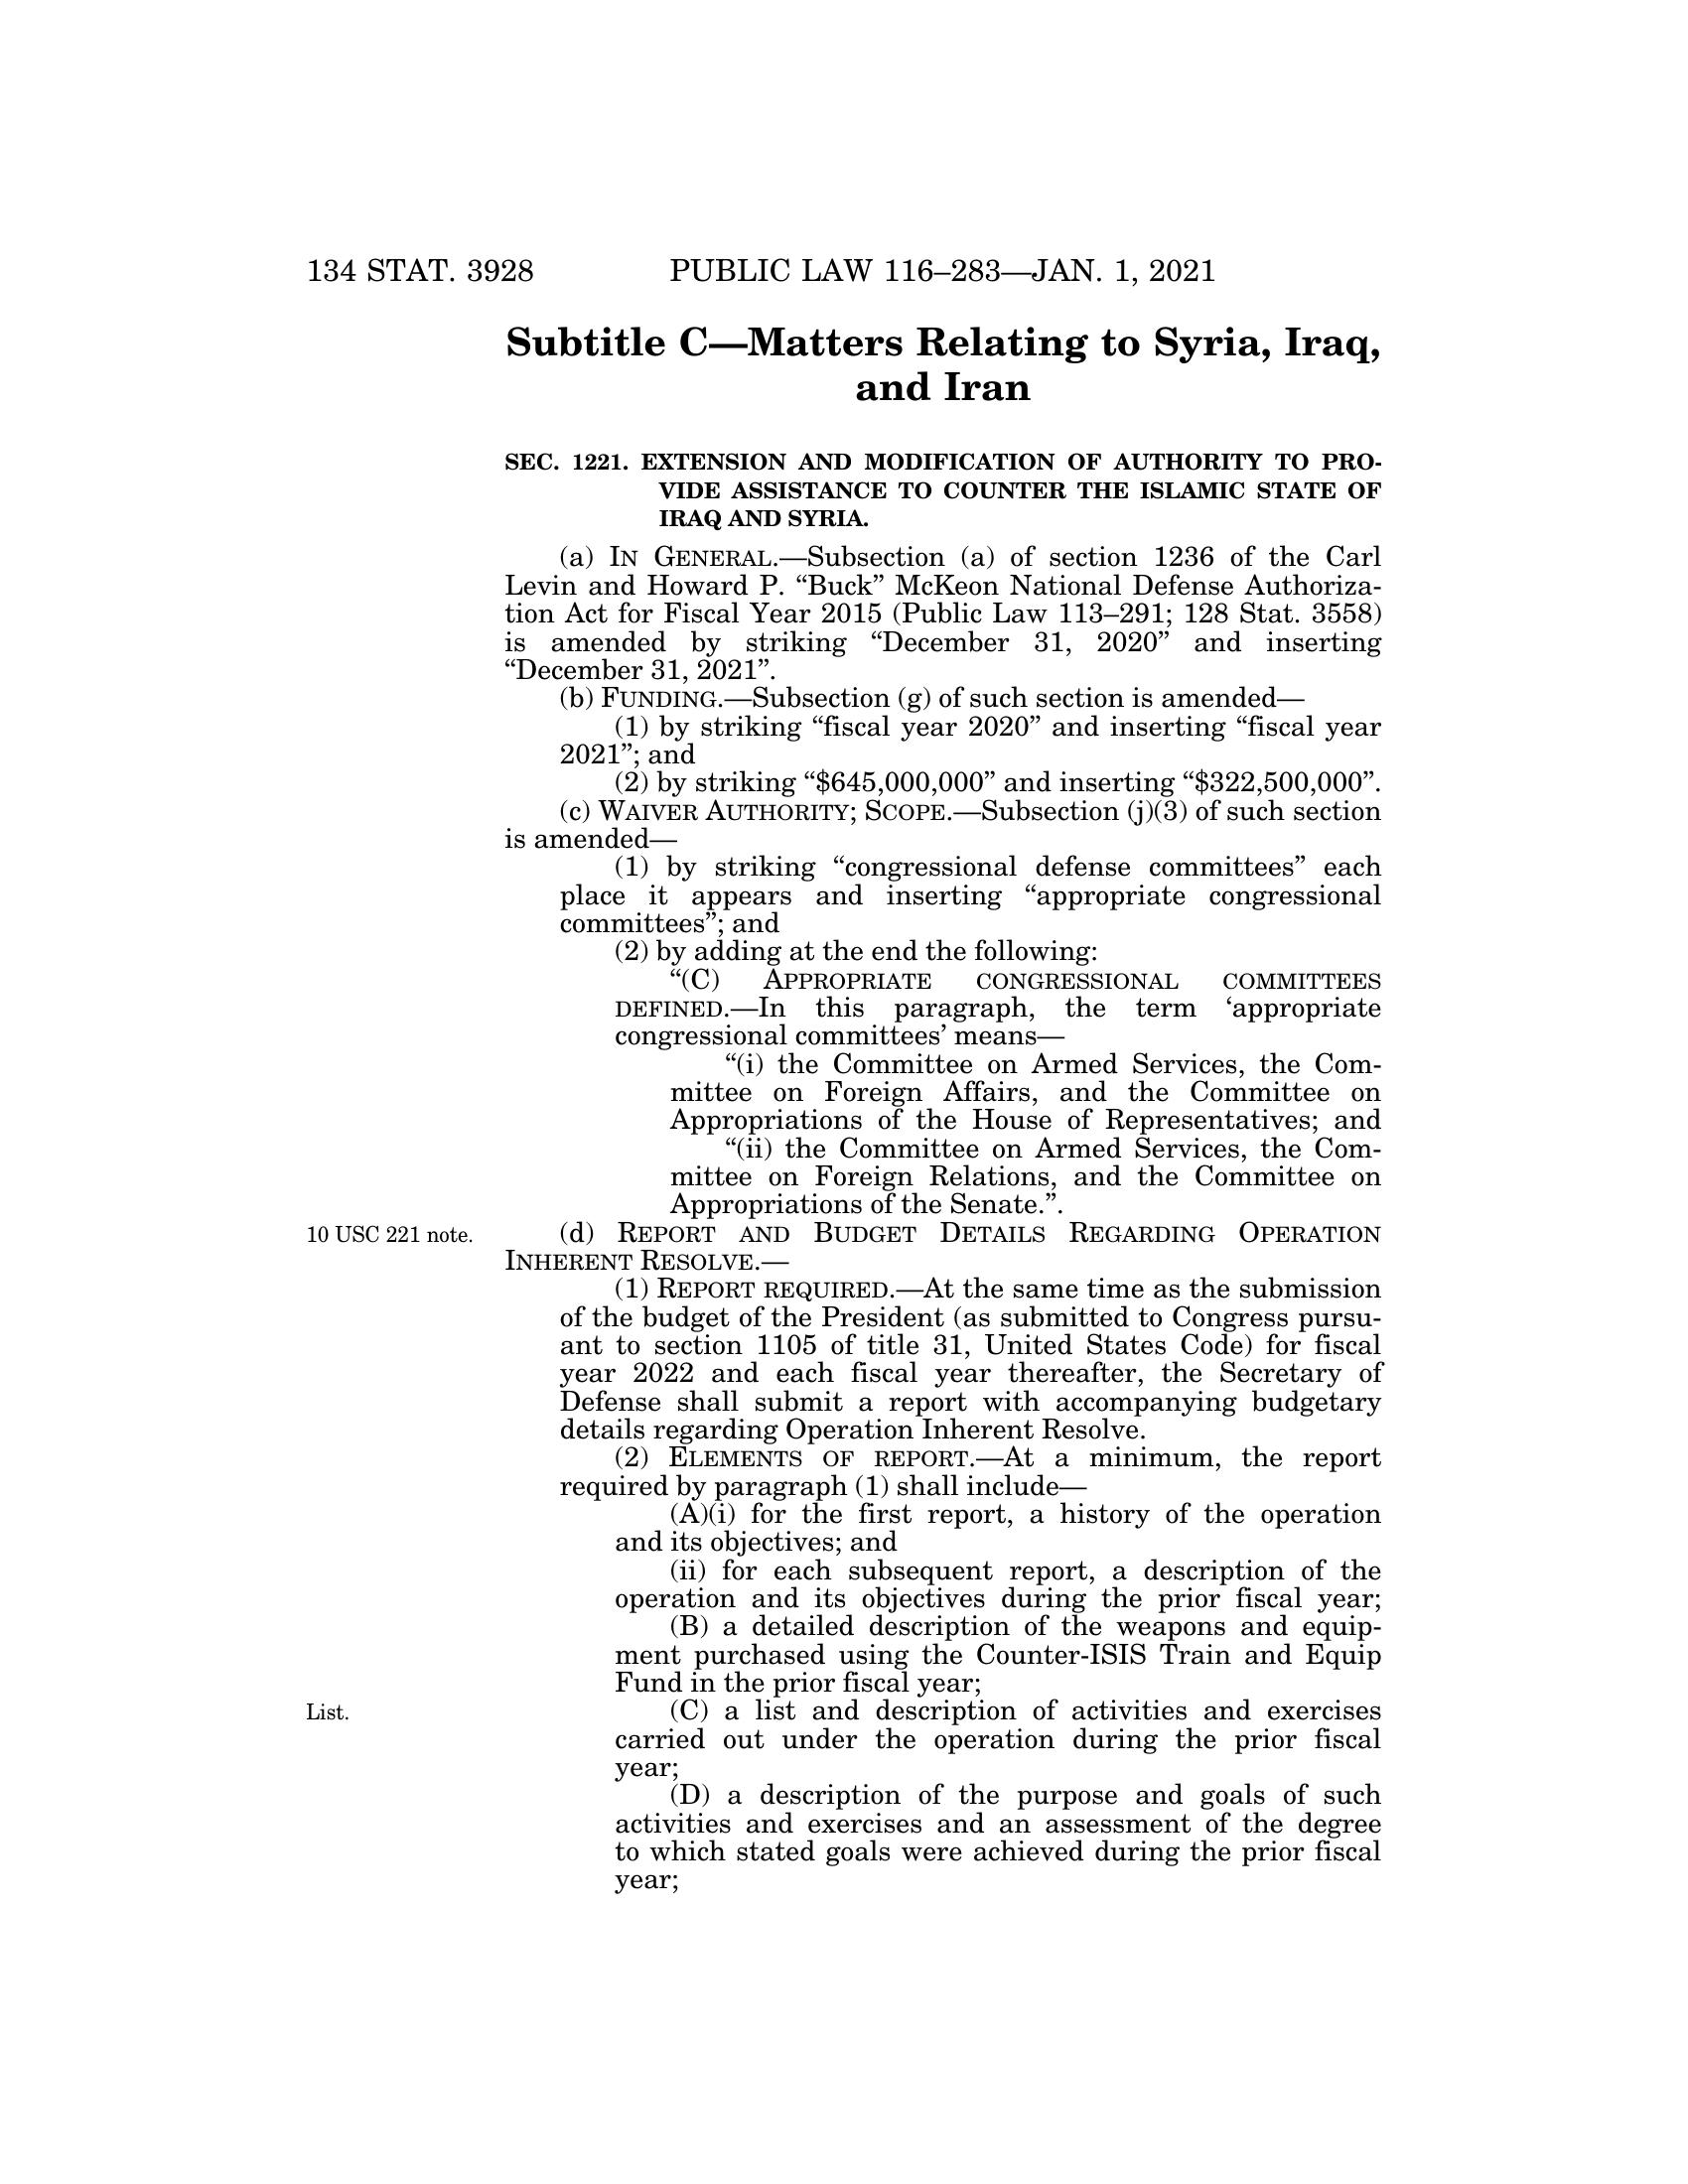 134 STAT. 3928 PUBLIC LAW 116–283—JAN. 1, 2021
Subtitle C—Matters Relating to Syria, Iraq,
and Iran
SEC. 1221. EXTENSION AND MODIFICATION OF AUTHORITY TO PRO-
VIDE ASSISTANCE TO COUNTER THE ISLAMIC STATE OF
IRAQ AND SYRIA.
(a) IN GENERAL.—Subsection (a) of section 1236 of the Carl
Levin and Howard P. “Buck” McKeon National Defense Authoriza-
tion Act for Fiscal Year 2015 (Public Law 113–291; 128 Stat. 3558)
is amended by striking “December 31, 2020” and inserting
“December 31, 2021”.
(b) FUNDING.—Subsection (g) of such section is amended—
(1) by striking “fiscal year 2020” and inserting “fiscal year
2021”; and
(2) by striking “$645,000,000” and inserting “$322,500,000”.
(c) WAIVER AUTHORITY; SCOPE.—Subsection (j)(3) of such section
is amended—
(1) by striking “congressional defense committees” each
place it appears and inserting “appropriate congressional
committees”; and
(2) by adding at the end the following:
“(C) APPROPRIATE CONGRESSIONAL COMMITTEES
DEFINED.—In this paragraph, the term ‘appropriate
congressional committees’ means—
“(i) the Committee on Armed Services, the Com-
mittee on Foreign Affairs, and the Committee on
Appropriations of the House of Representatives; and
“(ii) the Committee on Armed Services, the Com-
mittee on Foreign Relations, and the Committee on
Appropriations of the Senate.”.
10 USC 221 note. (d) REPORT AND BUDGET DETAILS REGARDING OPERATION
INHERENT RESOLVE.—
(1) REPORT REQUIRED.—At the same time as the submission
of the budget of the President (as submitted to Congress pursu-
ant to section 1105 of title 31, United States Code) for fiscal
year 2022 and each fiscal year thereafter, the Secretary of
Defense shall submit a report with accompanying budgetary
details regarding Operation Inherent Resolve.
(2) ELEMENTS OF REPORT.—At a minimum, the report
required by paragraph (1) shall include—
(A)(i) for the first report, a history of the operation
and its objectives; and
(ii) for each subsequent report, a description of the
operation and its objectives during the prior fiscal year;
(B) a detailed description of the weapons and equip-
ment purchased using the Counter-ISIS Train and Equip
Fund in the prior fiscal year;
List. (C) a list and description of activities and exercises
carried out under the operation during the prior fiscal
year;
(D) a description of the purpose and goals of such
activities and exercises and an assessment of the degree
to which stated goals were achieved during the prior fiscal
year;